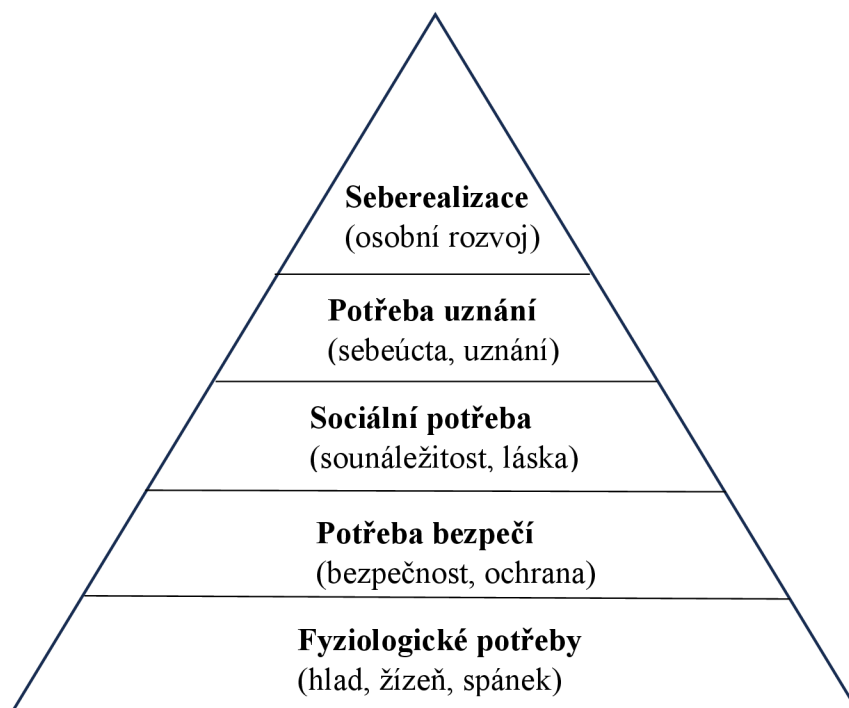 Seberealizace
(osobní rozvoj)
Potřeba uznání
(sebeúcta, uznání)
Sociální potřeba
(sounáležitost, láska)
Potřeba bezpečí
(bezpečnost, ochrana)
Fyziologické potřeby
(hlad, žízeň, spánek)